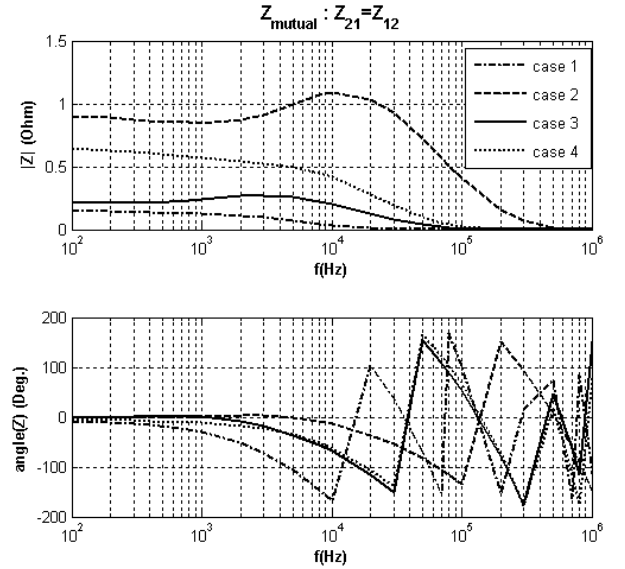 Z_mutual : Z_21=Z_12
1.5
1
0.5
0
|Z| (Ohm)
case 1
case 2
case 3
case 4
10^2
10^3
10^4
10^5
10^6
f(Hz)
200
100
0
-100
-200
angle(Z) (Deg.)
10^2
10^3
10^4
10^5
10^6
f(Hz)